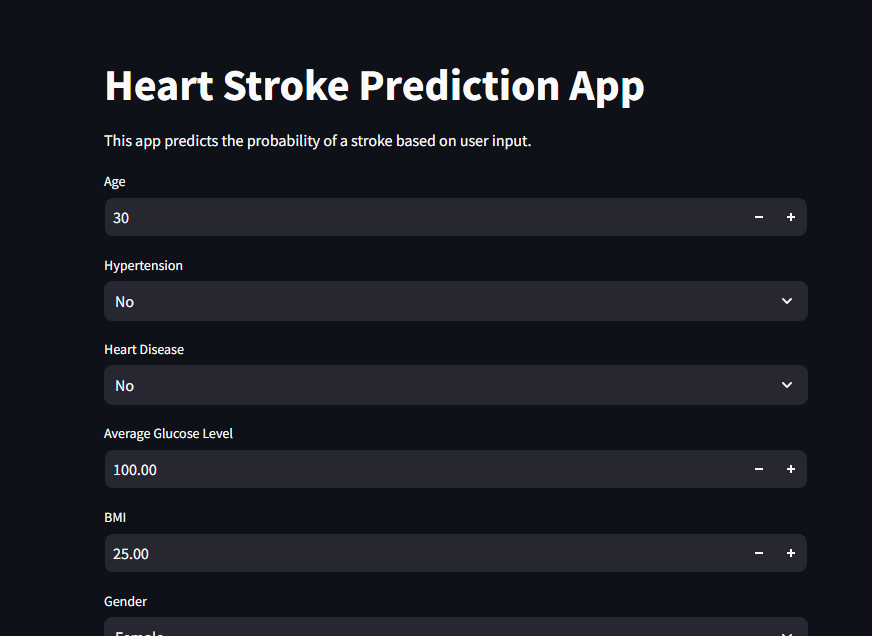 Heart Stroke Prediction App
This app predicts the probability of a stroke based on user input.
Age
30
Hypertension
No
Heart Disease
No
Average Glucose Level
100.00
BMI
25.00
Gender
Female